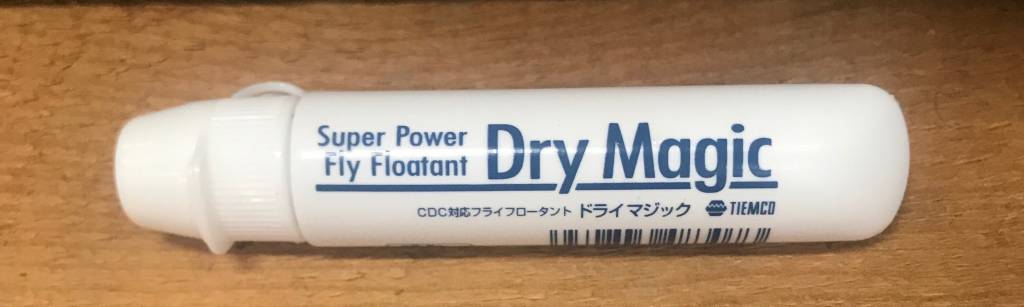 Super Power
Fly Floatant
Dry Magic
CDC対応フライフロータント ドライマジック TIEMCO